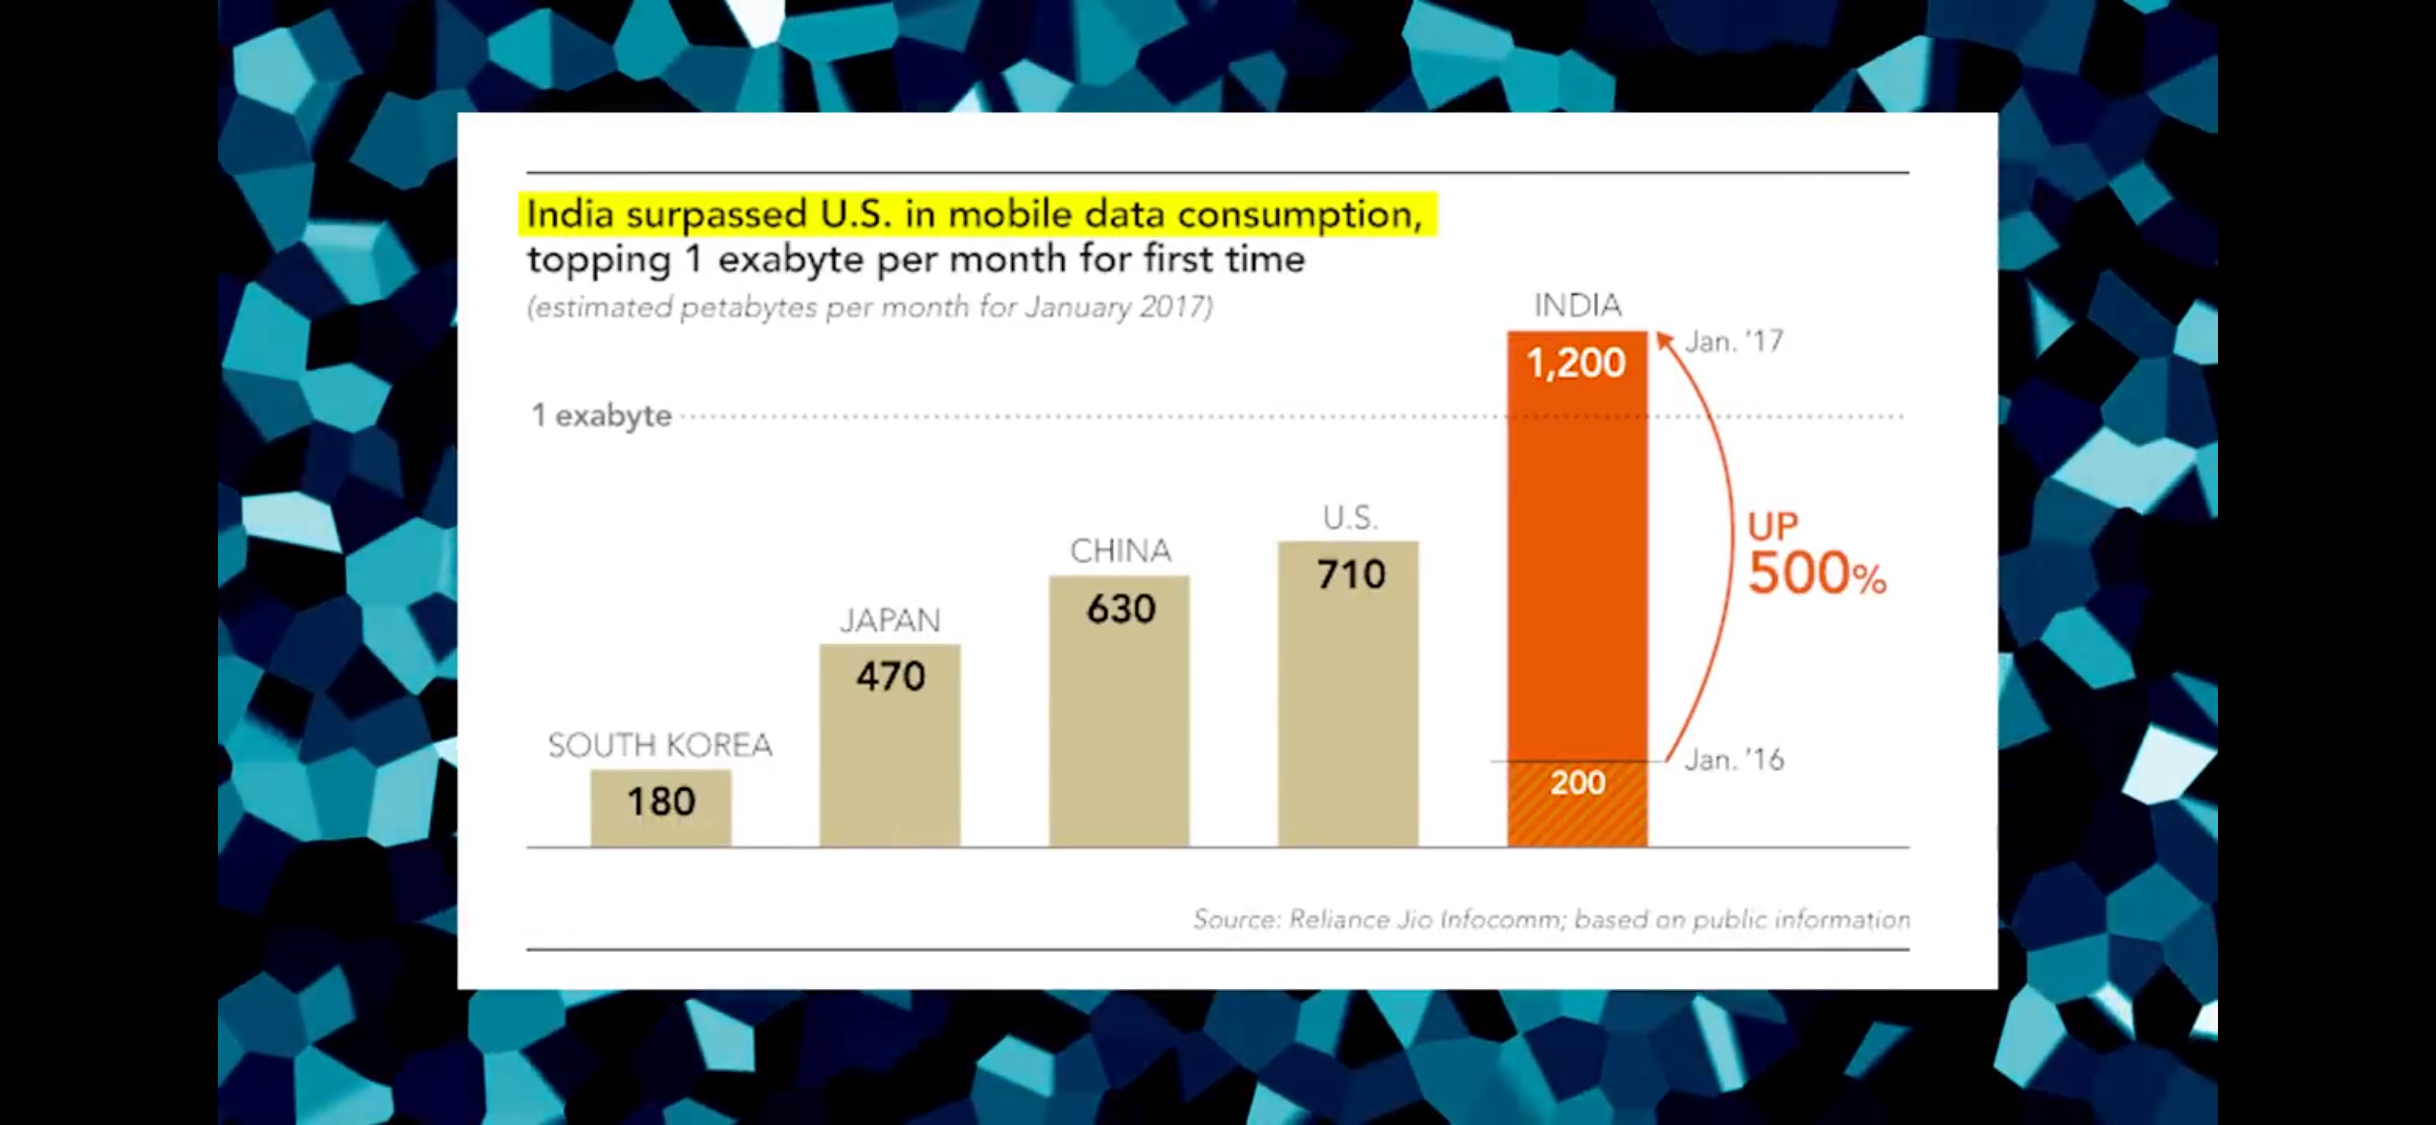 India surpassed U.S. in mobile data consumption,
topping 1 exabyte per month for first time
(estimated petabytes per month for January 2017)
INDIA
1,200
Jan. '17
1 exabyte
U.S.
710
UP
500%
CHINA
630
JAPAN
470
SOUTH KOREA
180
Jan. '16
200
Source: Reliance Jio Infocomm; based on public information